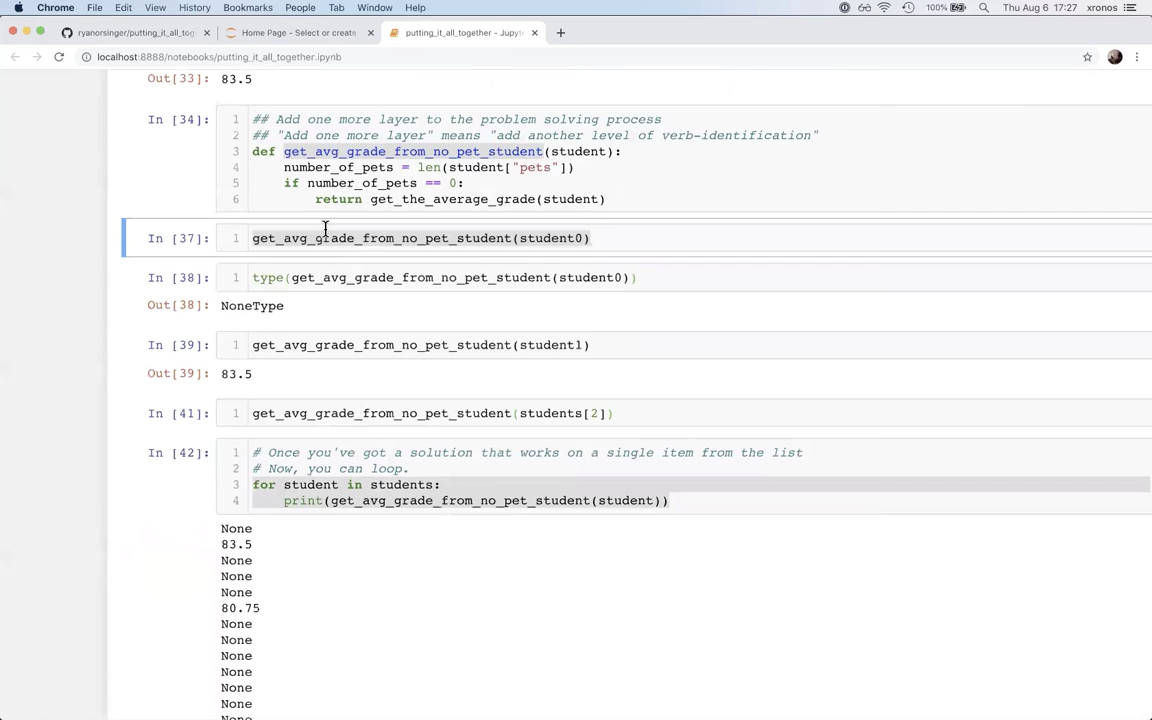 Chrome File Edit View History Bookmarks People Tab Window Help 100% Thu Aug 6 17:27 xronos
ryanorsinger/putting_it_all_tog × Home Page - Select or create × putting_it_all_together - Jupyt × +
localhost:8888/notebooks/putting_it_all_together.ipynb
Out[33]: 83.5
In [34]: 1 ## Add one more layer to the problem solving process
2 ## "Add one more layer" means "add another level of verb-identification"
3 def get_avg_grade_from_no_pet_student(student):
4 number_of_pets = len(student["pets"])
5 if number_of_pets == 0:
6 return get_the_average_grade(student)
In [37]: 1 get_avg_grade_from_no_pet_student(student0)
In [38]: 1 type(get_avg_grade_from_no_pet_student(student0))
Out[38]: NoneType
In [39]: 1 get_avg_grade_from_no_pet_student(student1)
Out[39]: 83.5
In [41]: 1 get_avg_grade_from_no_pet_student(students[2])
In [42]: 1 # Once you've got a solution that works on a single item from the list
2 # Now, you can loop.
3 for student in students:
4 print(get_avg_grade_from_no_pet_student(student))
None
83.5
None
None
None
80.75
None
None
None
None
None
None
None